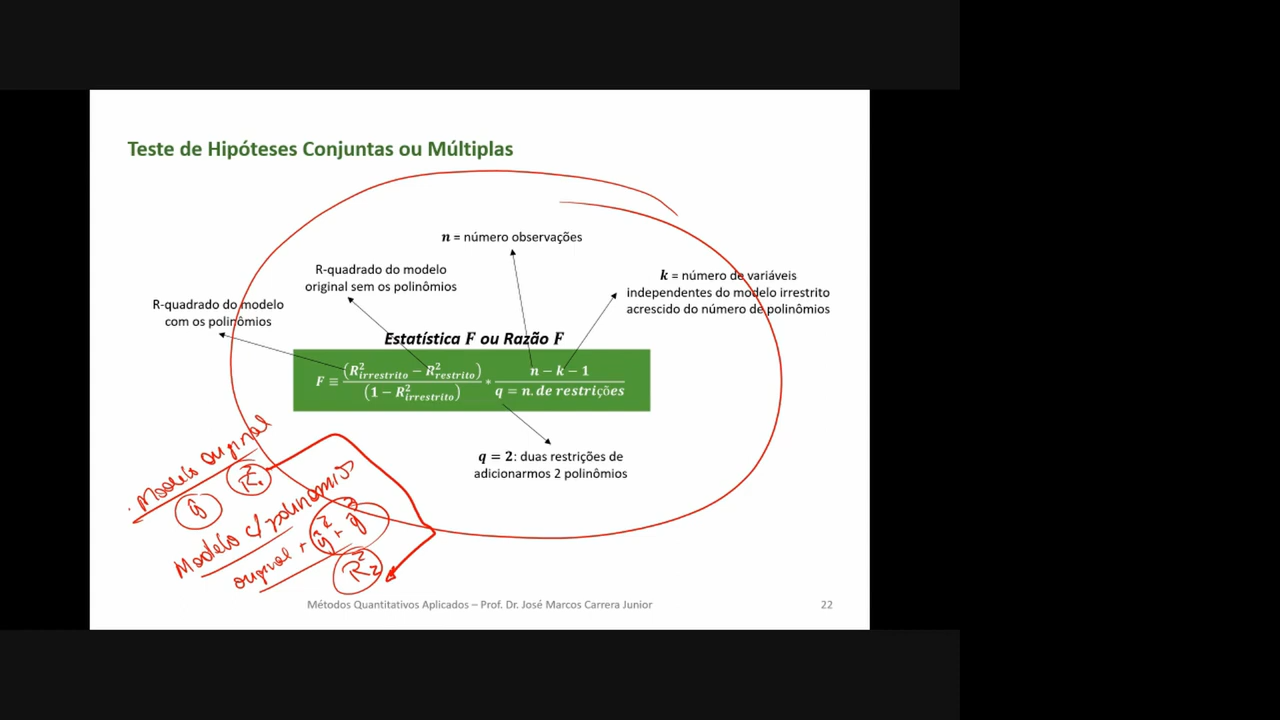 Teste de Hipóteses Conjuntas ou Múltiplas
n = número observações
R-quadrado do modelo
original sem os polinômios
k = número de variáveis
independentes do modelo irrestrito
acrescido do número de polinômios
R-quadrado do modelo
com os polinômios
Estatística F ou Razão F
F ≡ (R²irrestrito − R²restrito) / (1 − R²irrestrito) * n − k − 1 / q = n. de restrições
q = 2: duas restrições de
adicionarmos 2 polinômios
Modelo original
ŷ R²₁
Modelo c/ polinômios
original + ŷ² + ŷ³
R²₂
Métodos Quantitativos Aplicados – Prof. Dr. José Marcos Carrera Junior
22